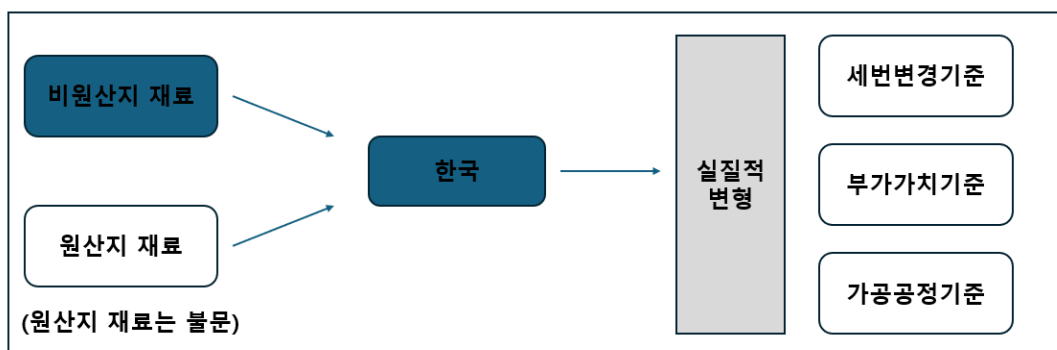 비원산지 재료
원산지 재료
(원산지 재료는 불문)
한국
실질적
변형
세번변경기준
부가가치기준
가공공정기준